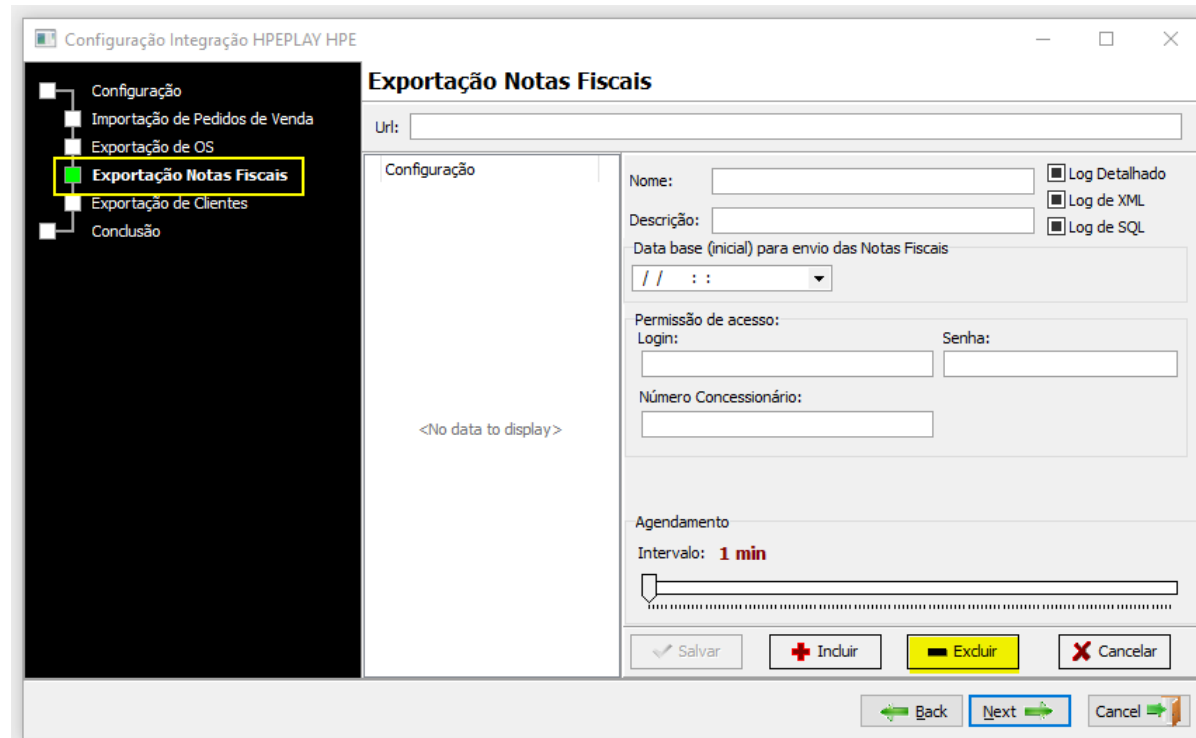 Configuração Integração HPEPLAY HPE
Configuração
Importação de Pedidos de Venda
Exportação de OS
Exportação Notas Fiscais
Exportação de Clientes
Conclusão
Exportação Notas Fiscais
Url:
Configuração
<No data to display>
Nome:
Log Detalhado
Log de XML
Descrição:
Log de SQL
Data base (inicial) para envio das Notas Fiscais
/ / : :
Permissão de acesso:
Login: Senha:
Número Concessionário:
Agendamento
Intervalo: 1 min
Salvar Incluir Excluir Cancelar
Back Next Cancel